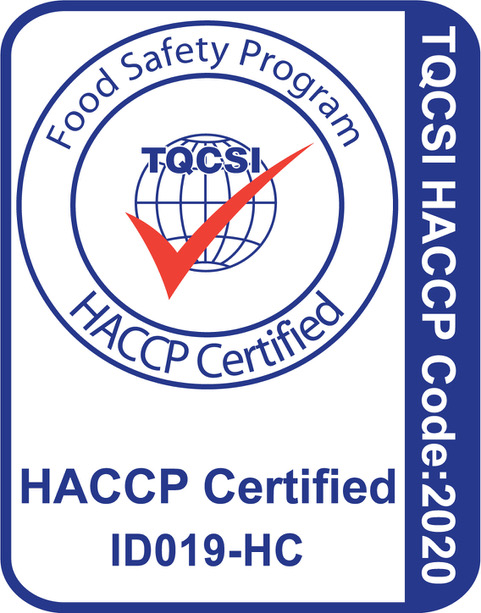 Food Safety Program
TQCSI
HACCP Certified
HACCP Certified
ID019-HC
TQCSI HACCP Code:2020